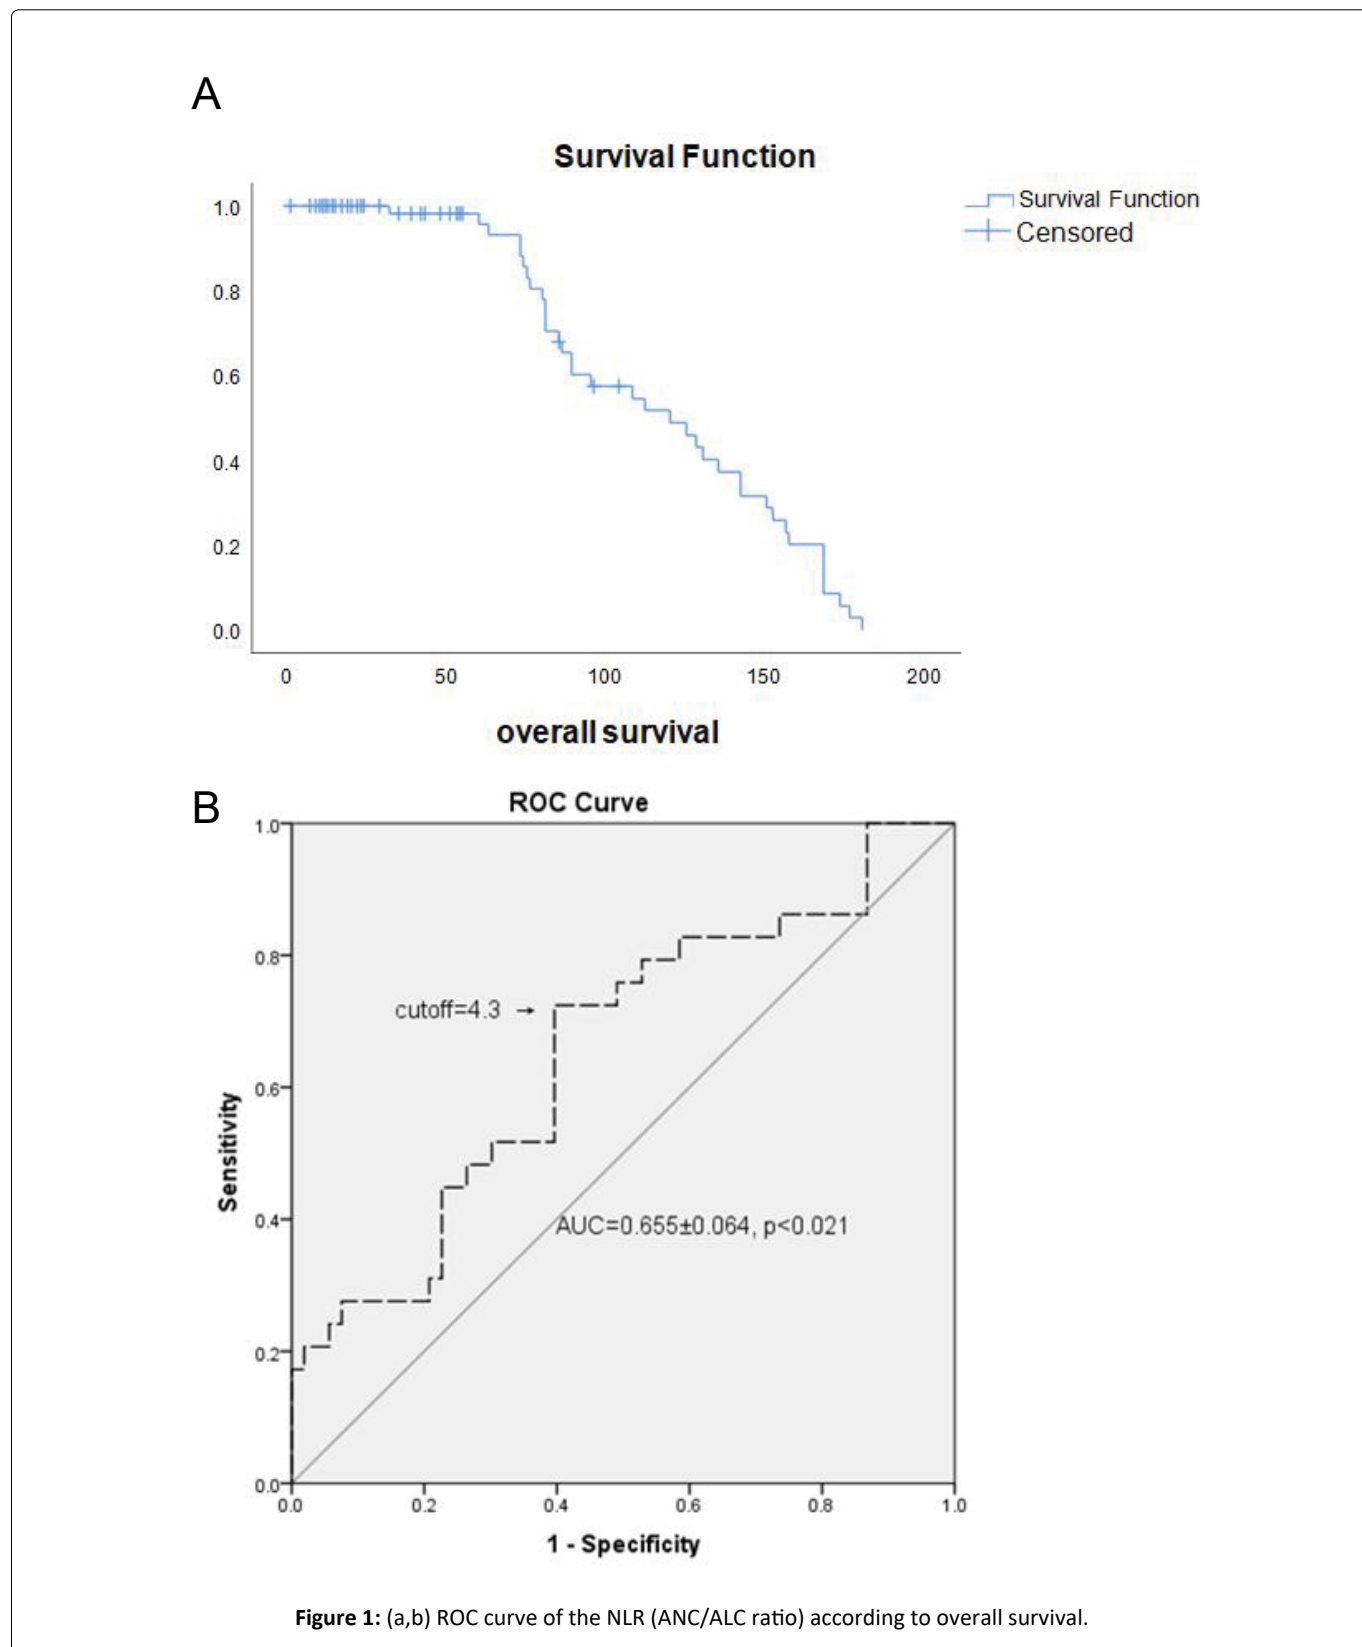 A
Survival Function
Survival Function
Censored
1.0
0.8
0.6
0.4
0.2
0.0
0 50 100 150 200
overall survival
B
ROC Curve
1.0
0.8
cutoff=4.3
0.6
Sensitivity
0.4
AUC=0.655±0.064, p<0.021
0.2
0.0
0.0 0.2 0.4 0.6 0.8 1.0
1 - Specificity
Figure 1: (a,b) ROC curve of the NLR (ANC/ALC ratio) according to overall survival.